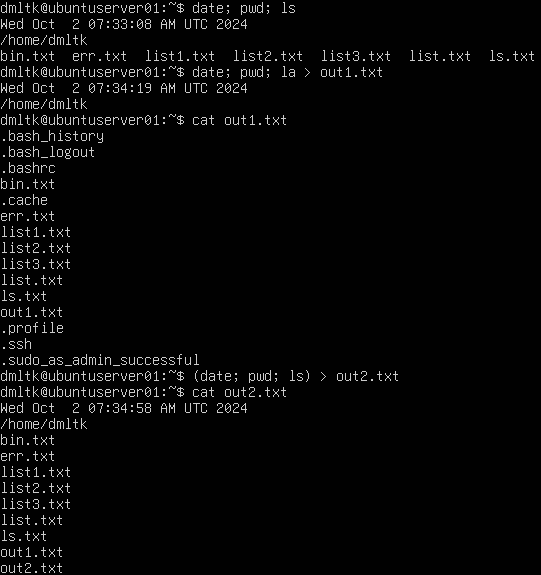 dmltk@ubuntuserver01:~$ date; pwd; ls
Wed Oct  2 07:33:08 AM UTC 2024
/home/dmltk
bin.txt  err.txt  list1.txt  list2.txt  list3.txt  list.txt  ls.txt
dmltk@ubuntuserver01:~$ date; pwd; la > out1.txt
Wed Oct  2 07:34:19 AM UTC 2024
/home/dmltk
dmltk@ubuntuserver01:~$ cat out1.txt
.bash_history
.bash_logout
.bashrc
bin.txt
.cache
err.txt
list1.txt
list2.txt
list3.txt
list.txt
ls.txt
out1.txt
.profile
.ssh
.sudo_as_admin_successful
dmltk@ubuntuserver01:~$ (date; pwd; ls) > out2.txt
dmltk@ubuntuserver01:~$ cat out2.txt
Wed Oct  2 07:34:58 AM UTC 2024
/home/dmltk
bin.txt
err.txt
list1.txt
list2.txt
list3.txt
list.txt
ls.txt
out1.txt
out2.txt